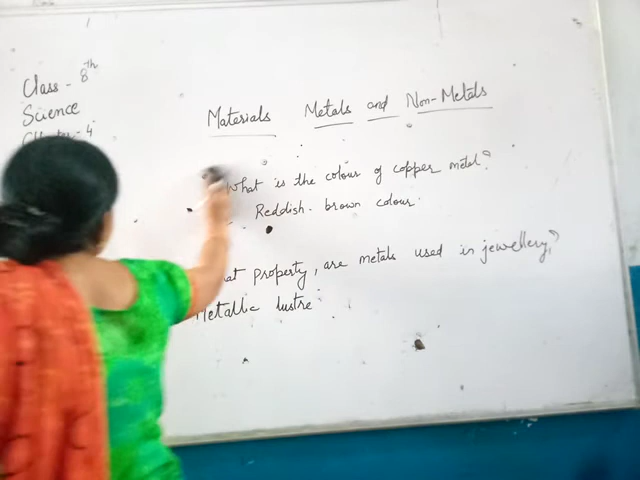 Class - 8th
Science
Materials Metals and Non-Metals
What is the colour of copper metal?
Reddish-brown colour.
Property, are metals used in jewellery?
Metallic lustre